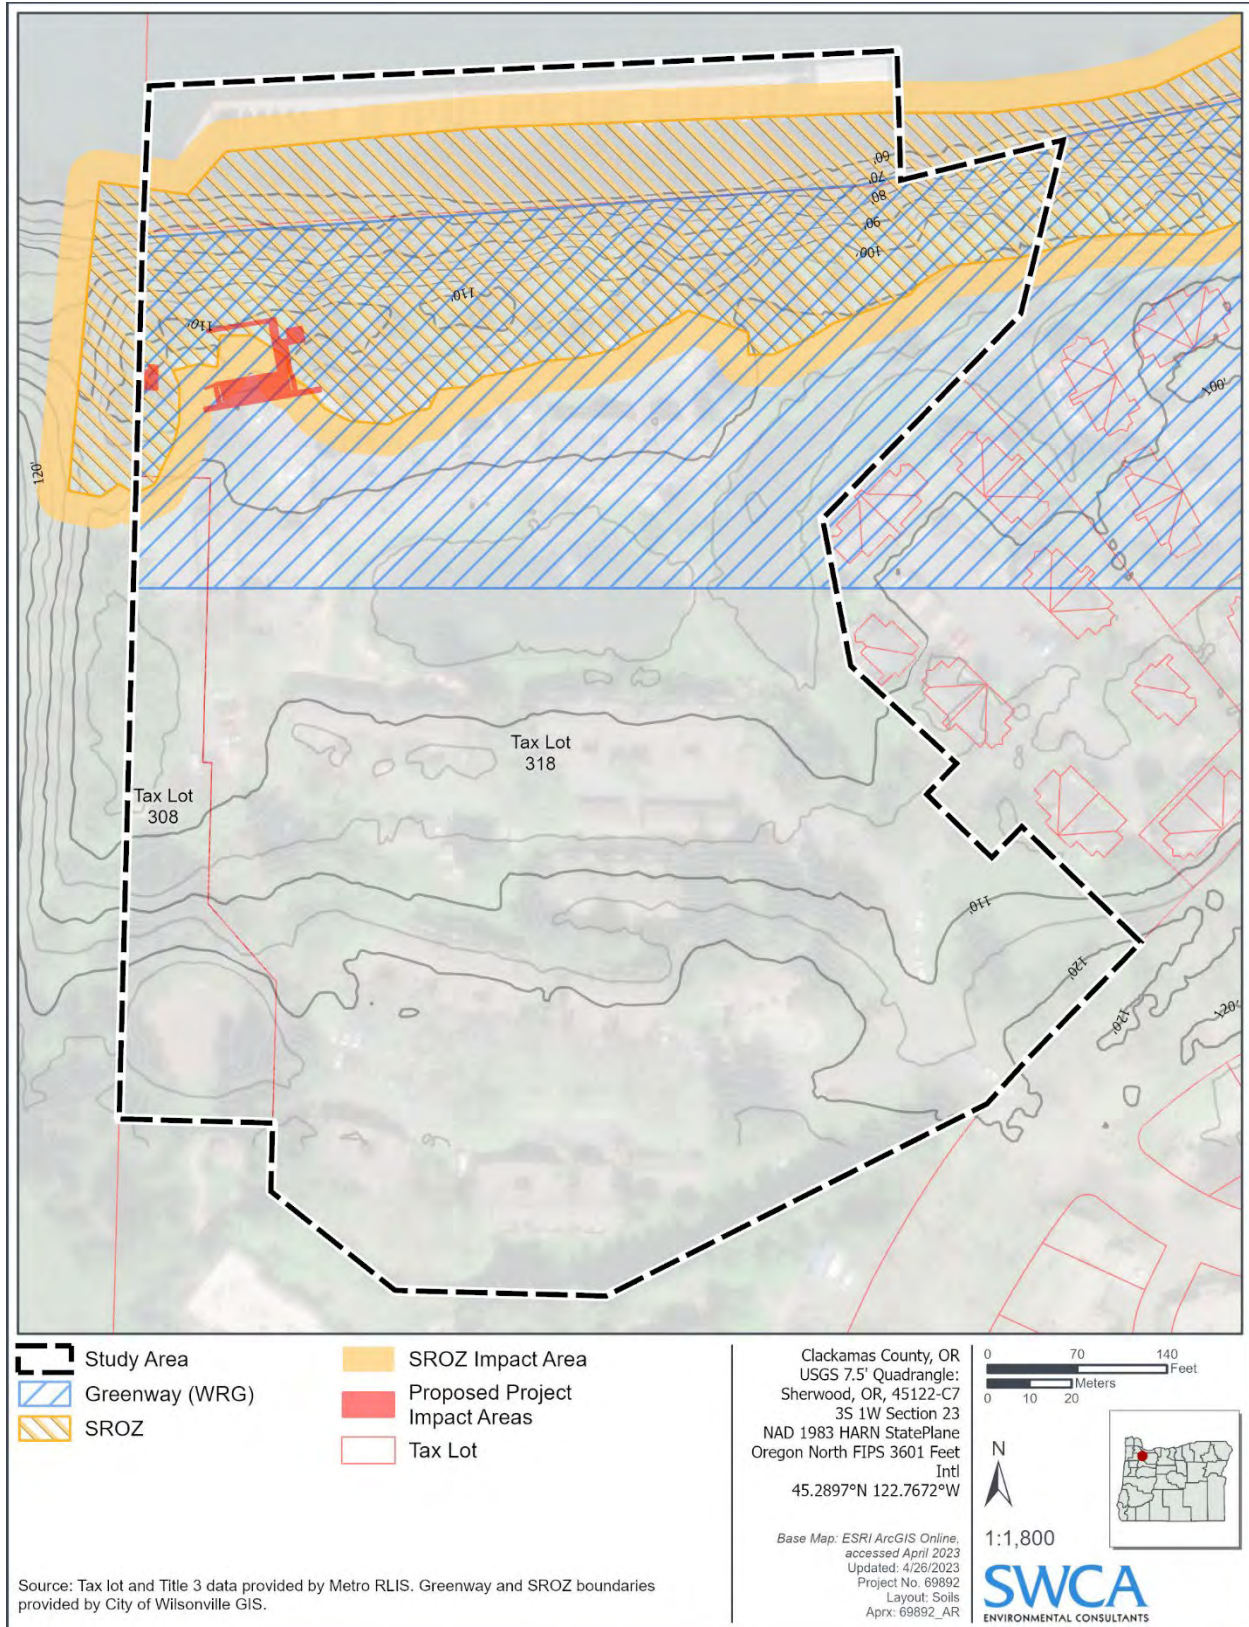 60'
70'
80'
90'
100'
110'
110'
100'
120'
Tax Lot
318
Tax Lot
308
110'
120'
120'
120'
Study Area
Greenway (WRG)
SROZ
SROZ Impact Area
Proposed Project
Impact Areas
Tax Lot
Source: Tax lot and Title 3 data provided by Metro RLIS. Greenway and SROZ boundaries
provided by City of Wilsonville GIS.
Clackamas County, OR
USGS 7.5' Quadrangle:
Sherwood, OR, 45122-C7
3S 1W Section 23
NAD 1983 HARN StatePlane
Oregon North FIPS 3601 Feet
Intl
45.2897°N 122.7672°W
Base Map: ESRI ArcGIS Online,
accessed April 2023
Updated: 4/26/2023
Project No. 69892
Layout: Soils
Aprx: 69892_AR
0 70 140
Feet
Meters
0 10 20
N
1:1,800
SWCA
ENVIRONMENTAL CONSULTANTS